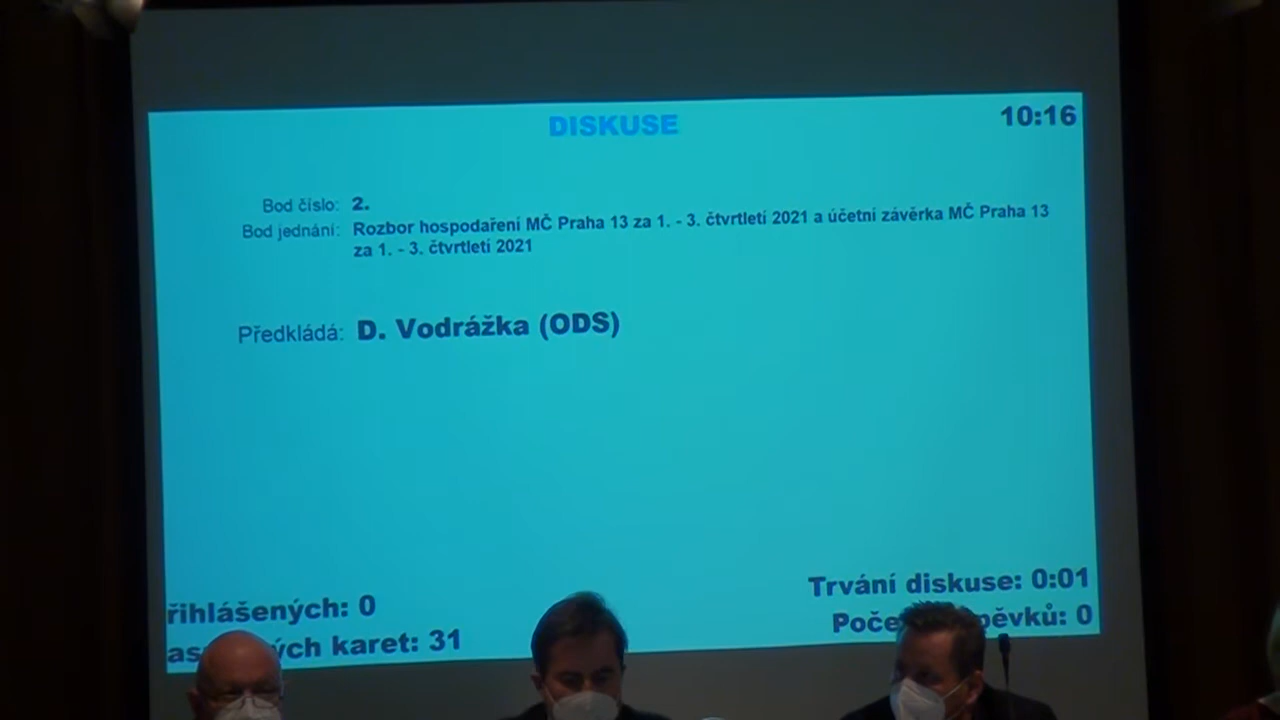 DISKUSE
10:16
Bod číslo: 2.
Bod jednání: Rozbor hospodaření MČ Praha 13 za 1. - 3. čtvrtletí 2021 a účetní závěrka MČ Praha 13
za 1. - 3. čtvrtletí 2021
Předkládá: D. Vodrážka (ODS)
Trvání diskuse: 0:01
řihlášených: 0
karet: 31
0